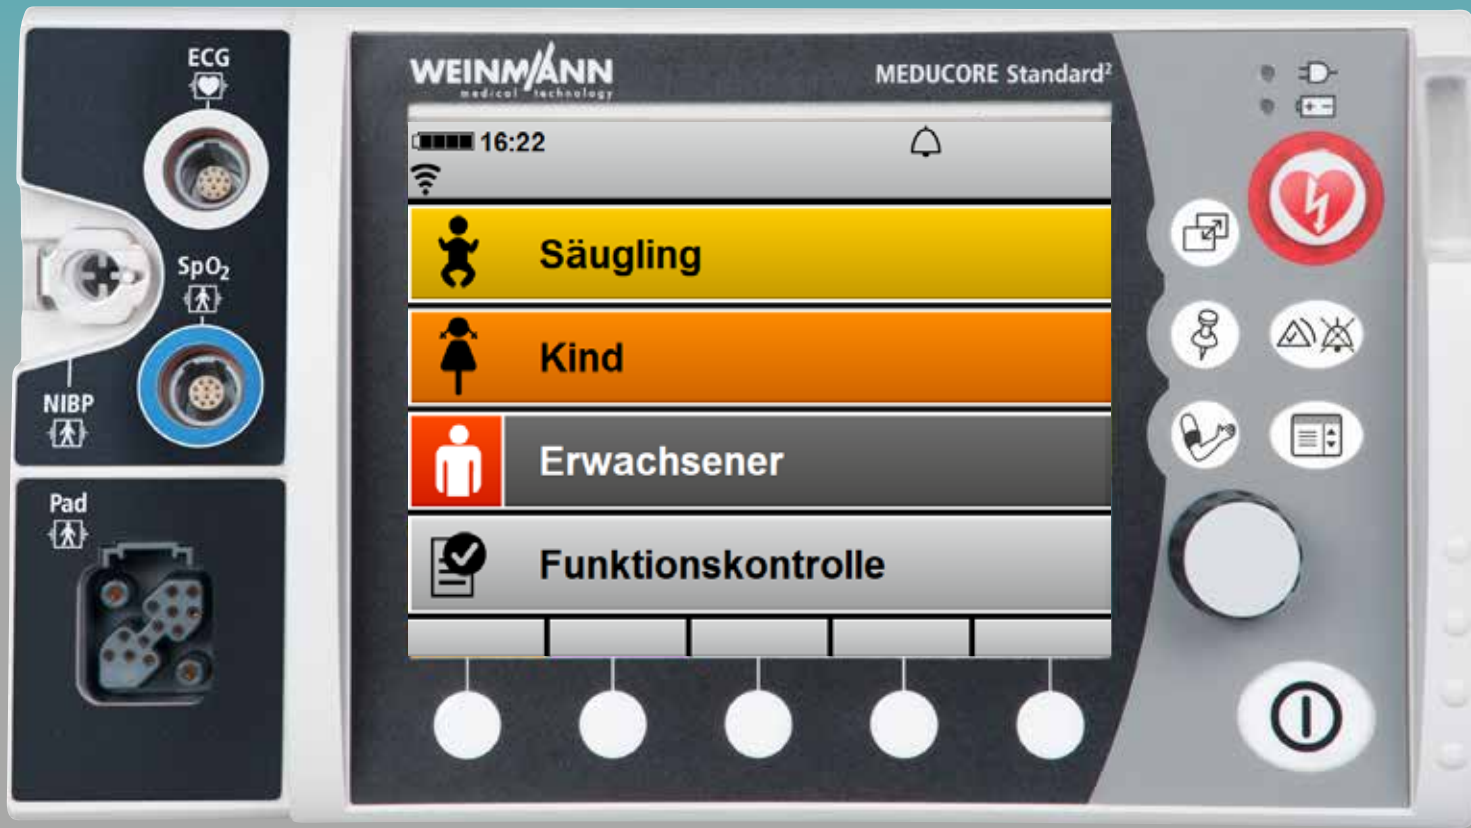 ECG
SpO₂
NIBP
Pad
WEINMANN
medical technology
MEDUCORE Standard²
16:22
Säugling
Kind
Erwachsener
Funktionskontrolle